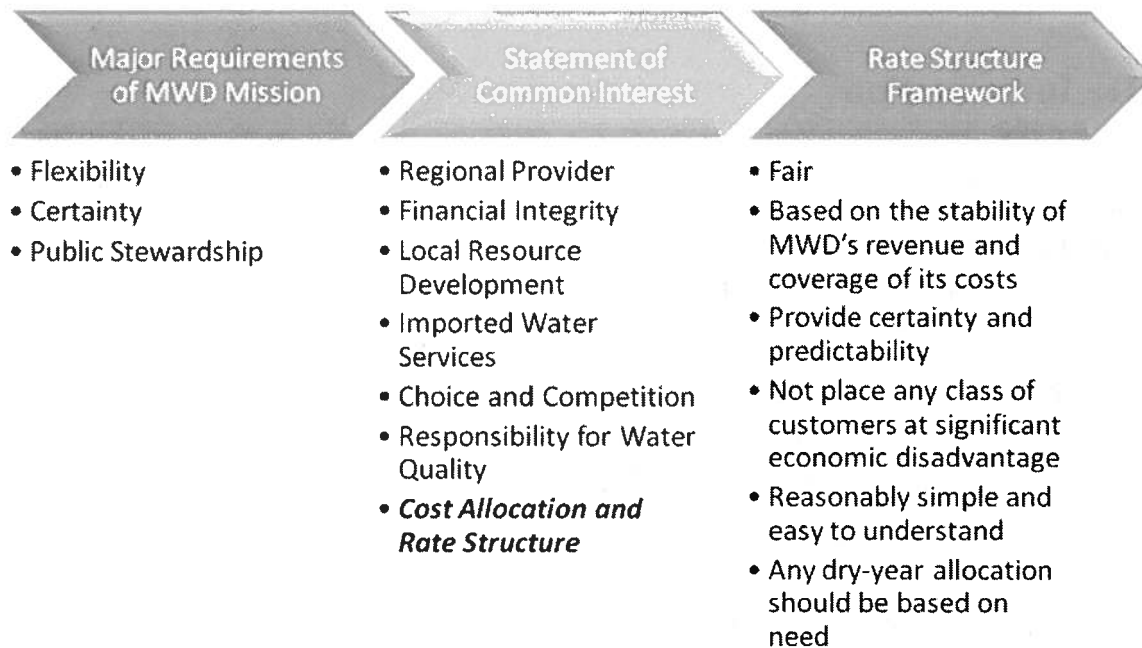 Major Requirements
of MWD Mission
Statement of
Common Interest
Rate Structure
Framework
• Flexibility
• Certainty
• Public Stewardship
• Regional Provider
• Financial Integrity
• Local Resource
Development
• Imported Water
Services
• Choice and Competition
• Responsibility for Water
Quality
• Cost Allocation and
Rate Structure
• Fair
• Based on the stability of
MWD's revenue and
coverage of its costs
• Provide certainty and
predictability
• Not place any class of
customers at significant
economic disadvantage
• Reasonably simple and
easy to understand
• Any dry-year allocation
should be based on
need